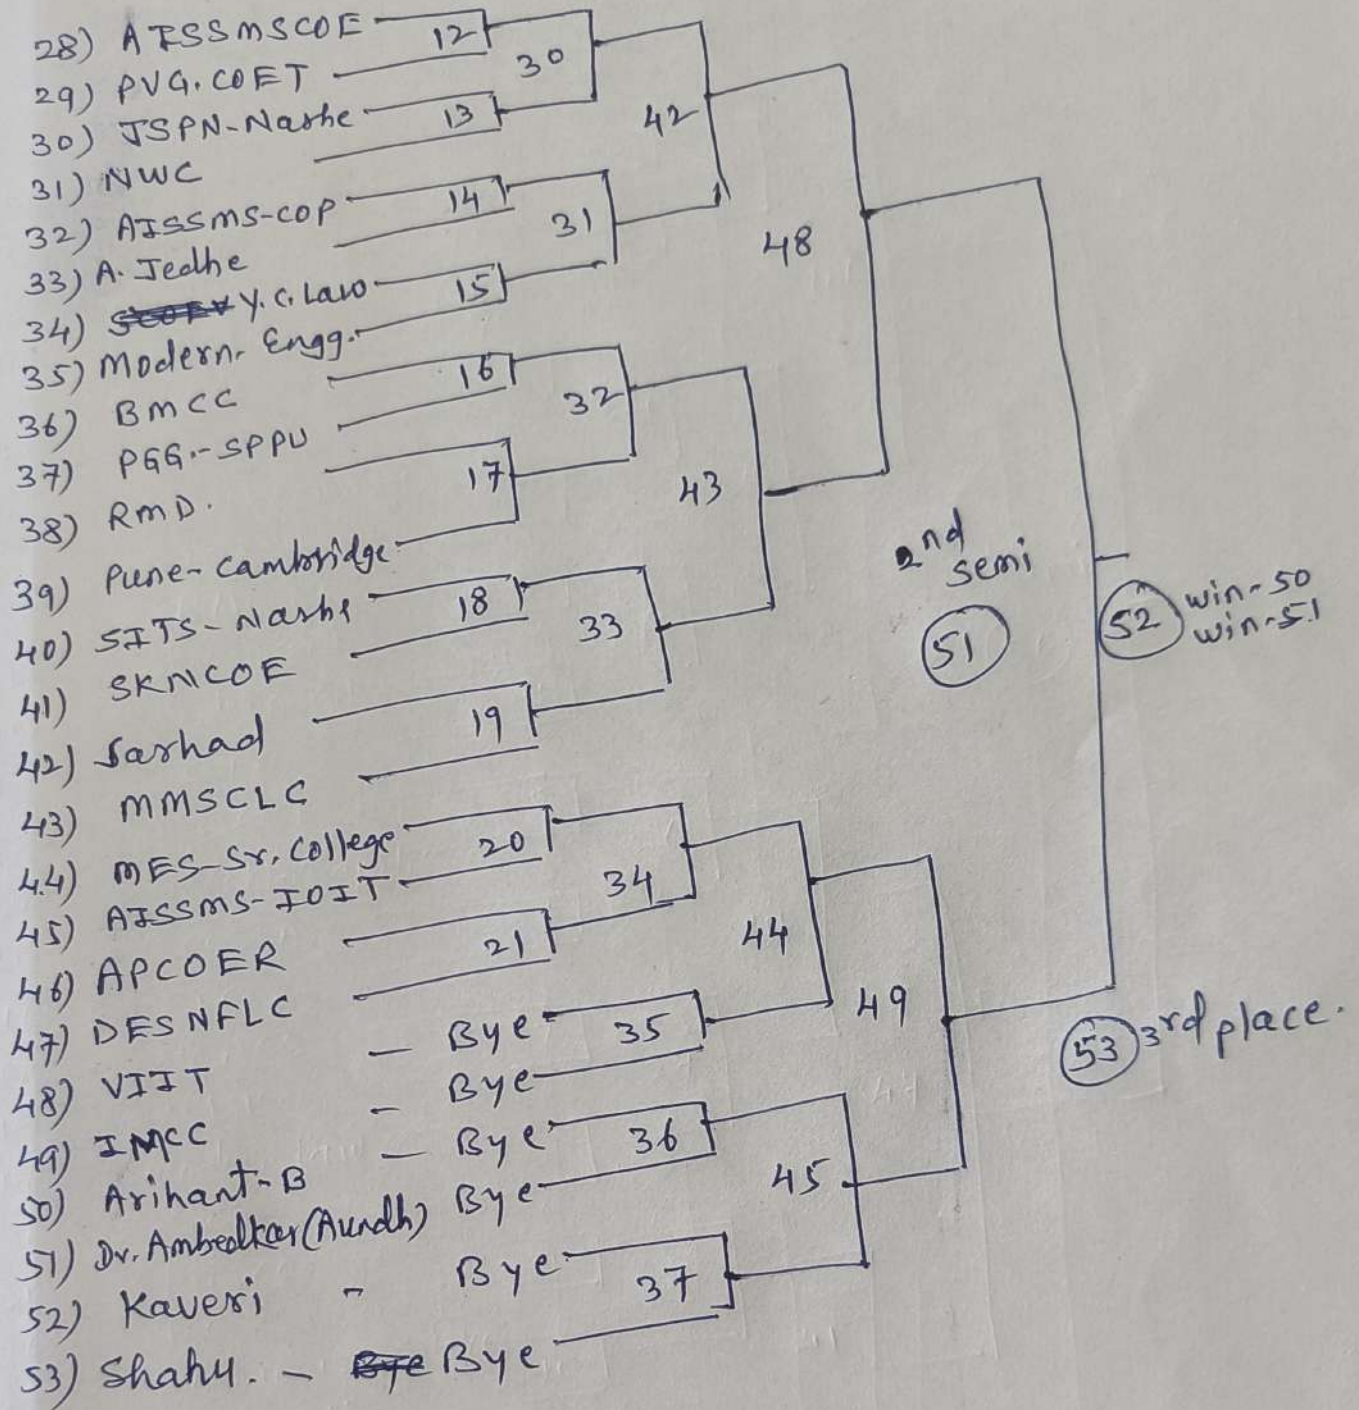 28) AISSMSCOE 12
29) PVG.COET 30
30) JSPN-Narhe 13 42
31) NWC
32) AISSMS-COP 14
33) A. Jedhe 31 48
34) Y.C. Law 15
35) Modern. Engg.
36) BMCC 16
37) PGG.-SPPU 32
38) RMD. 17 43
39) Pune-Cambridge
40) SITS-Narhe 18
41) SKNCOE 33
42) Sarhad 19
43) MMSCLC
44) MES-Sr. College 20
45) AISSMS-IOIT 34
46) APCOER 21 44
47) DESNFLC - Bye 35 49
48) VIIT - Bye
49) IMCC - Bye 36
50) Arihant-B Bye 45
51) Dr. Ambedkar (Aundh)
52) Kaveri - Bye 37
53) Shahu. - Bye Bye
2nd
semi
51
52 win-50
win-51
53 3rd place.